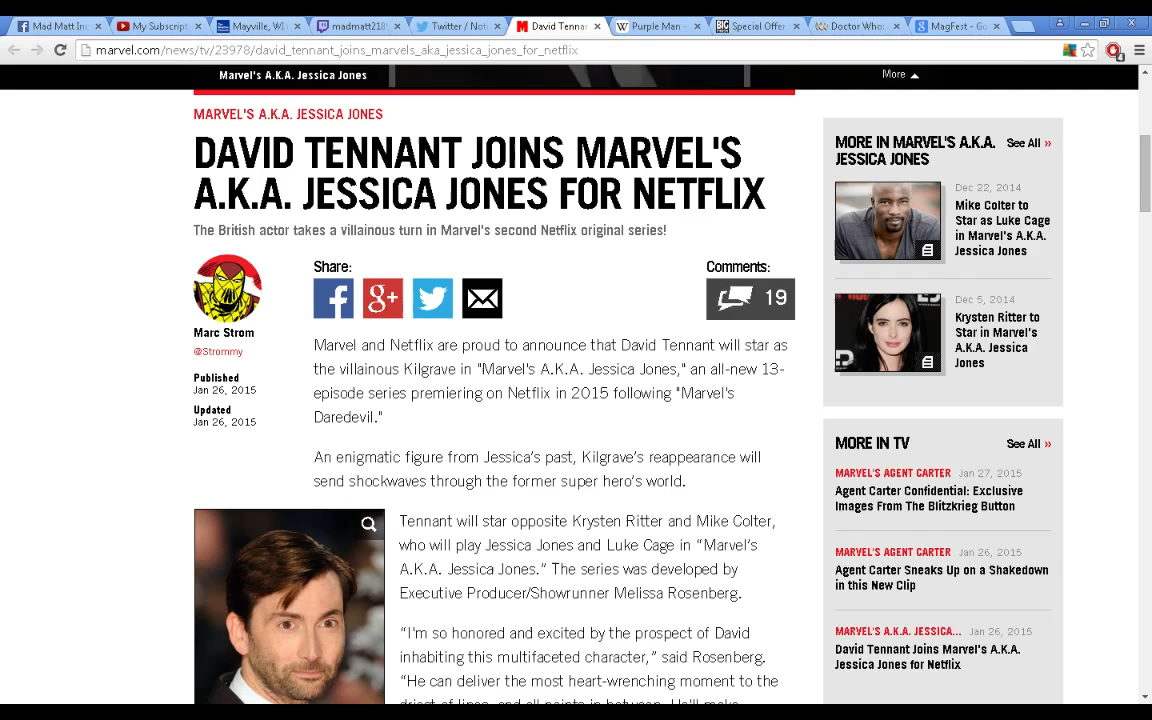 Mad Matt Inc
My Subscript
Mayville, WI
madmatt218
Twitter / Not
David Tennan
Purple Man -
Special Offer
Doctor Who:
MagFest - Go
marvel.com/news/tv/23978/david_tennant_joins_marvels_aka_jessica_jones_for_netflix
4
Marvel's A.K.A. Jessica Jones
More
MARVEL'S A.K.A. JESSICA JONES
DAVID TENNANT JOINS MARVEL'S
A.K.A. JESSICA JONES FOR NETFLIX
The British actor takes a villainous turn in Marvel's second Netflix original series!
Marc Strom
@Strommy
Published
Jan 26, 2015
Updated
Jan 26, 2015
Share:
Comments:
19
Marvel and Netflix are proud to announce that David Tennant will star as
the villainous Kilgrave in "Marvel's A.K.A. Jessica Jones," an all-new 13-
episode series premiering on Netflix in 2015 following "Marvel's
Daredevil."
An enigmatic figure from Jessica's past, Kilgrave's reappearance will
send shockwaves through the former super hero's world.
Tennant will star opposite Krysten Ritter and Mike Colter,
who will play Jessica Jones and Luke Cage in “Marvel's
A.K.A. Jessica Jones.” The series was developed by
Executive Producer/Showrunner Melissa Rosenberg.
“I'm so honored and excited by the prospect of David
inhabiting this multifaceted character,” said Rosenberg.
“He can deliver the most heart-wrenching moment to the
MORE IN MARVEL'S A.K.A. JESSICA JONES
See All »
Dec 22, 2014
Mike Colter to
Star as Luke Cage
in Marvel's A.K.A.
Jessica Jones
Dec 5, 2014
Krysten Ritter to
Star in Marvel's
A.K.A. Jessica
Jones
MORE IN TV
See All »
MARVEL'S AGENT CARTER Jan 27, 2015
Agent Carter Confidential: Exclusive
Images From The Blitzkrieg Button
MARVEL'S AGENT CARTER Jan 26, 2015
Agent Carter Sneaks Up on a Shakedown
in this New Clip
MARVEL'S A.K.A. JESSICA... Jan 26, 2015
David Tennant Joins Marvel's A.K.A.
Jessica Jones for Netflix